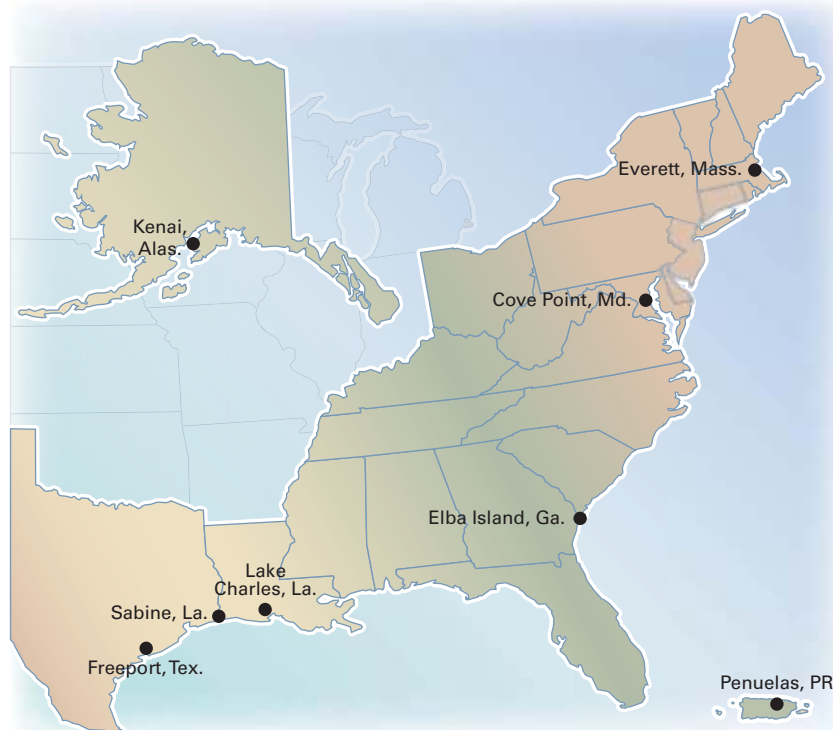 Everett, Mass.
Kenai,
Alas.
Cove Point, Md.
Elba Island, Ga.
Lake
Charles, La.
Sabine, La.
Freeport, Tex.
Penuelas, PR